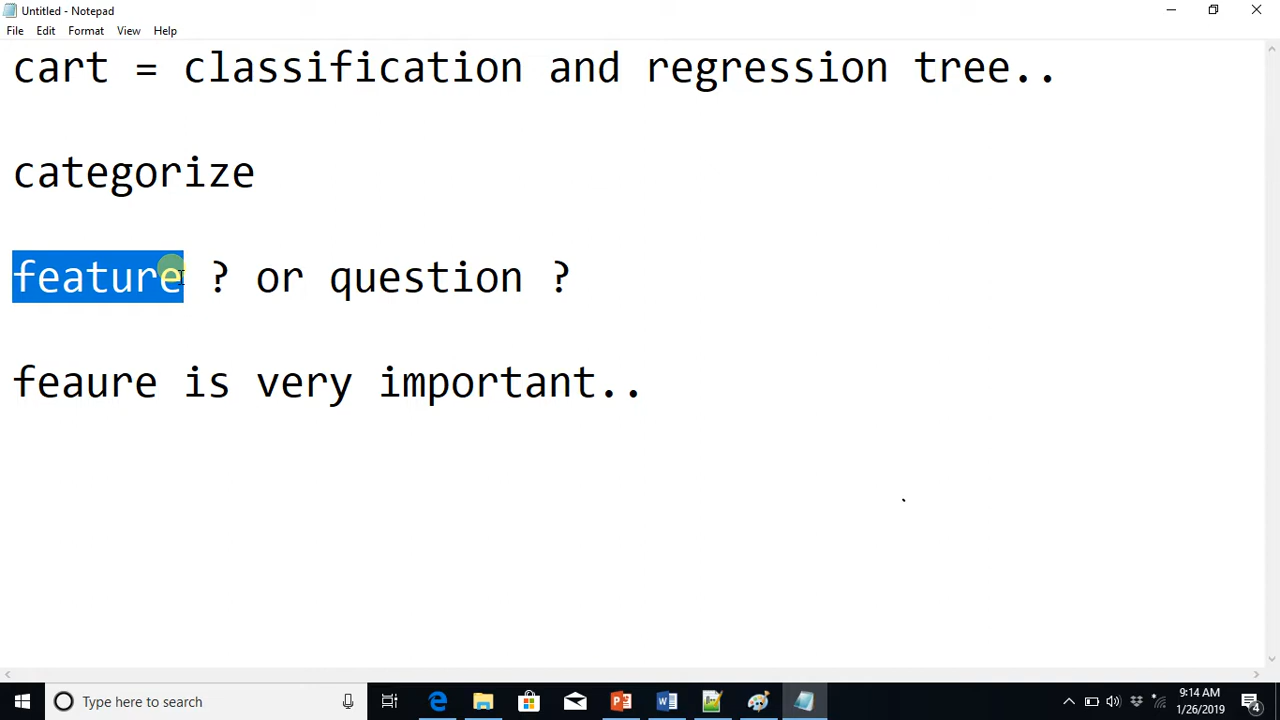 Untitled - Notepad
File Edit Format View Help
cart = classification and regression tree..
categorize
feature ? or question ?
feaure is very important..
Type here to search
9:14 AM
1/26/2019
4